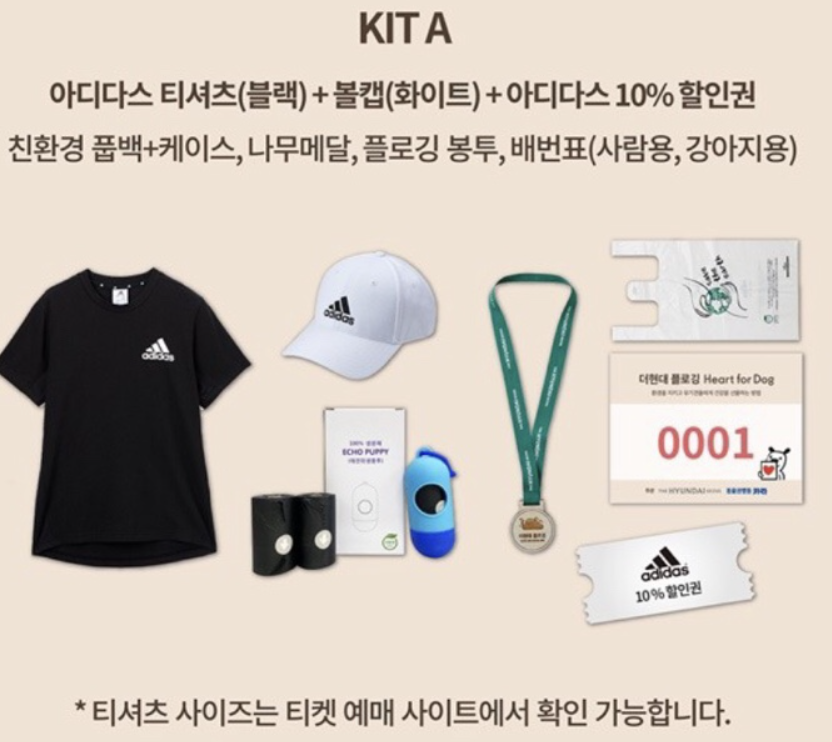 KIT A
아디다스 티셔츠(블랙) + 볼캡(화이트) + 아디다스 10% 할인권
친환경 풉백+케이스, 나무메달, 플로깅 봉투, 배번표(사람용, 강아지용)
adidas
adidas
100% 생분해
ECHO PUPPY
더현대 플로깅 Heart for Dog
0001
THE HYUNDAI
adidas
10% 할인권
* 티셔츠 사이즈는 티켓 예매 사이트에서 확인 가능합니다.